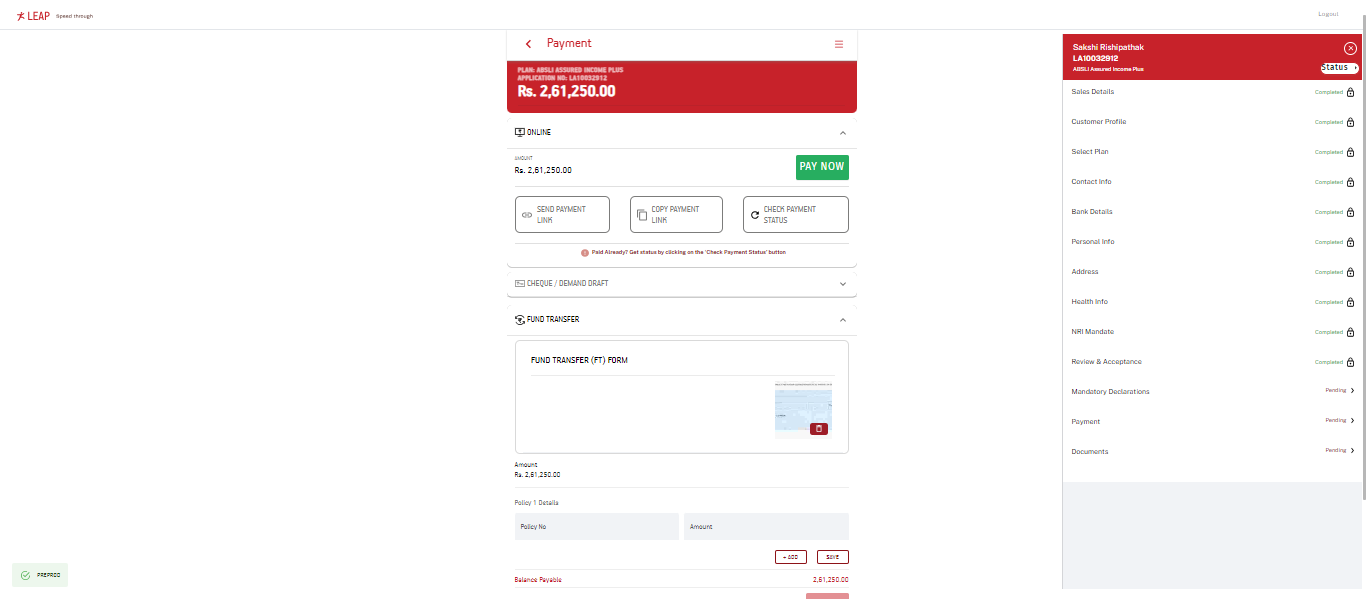 LEAP Speed through
Logout
Payment
PLAN: ABSLI ASSURED INCOME PLUS
APPLICATION NO: LA10032912
Rs. 2,61,250.00
ONLINE
AMOUNT
Rs. 2,61,250.00
PAY NOW
SEND PAYMENT
LINK
COPY PAYMENT
LINK
CHECK PAYMENT
STATUS
Paid Already? Get status by clicking on the 'Check Payment Status' button
CHEQUE / DEMAND DRAFT
FUND TRANSFER
FUND TRANSFER (FT) FORM
Amount
Rs. 2,61,250.00
Policy 1 Details
Policy No
Amount
+ ADD
SAVE
Balance Payable 2,61,250.00
PREPROD
Sakshi Rishipathak
LA10032912
ABSLI Assured Income Plus
Status
Sales Details Completed
Customer Profile Completed
Select Plan Completed
Contact Info Completed
Bank Details Completed
Personal Info Completed
Address Completed
Health Info Completed
NRI Mandate Completed
Review & Acceptance Completed
Mandatory Declarations Pending
Payment Pending
Documents Pending